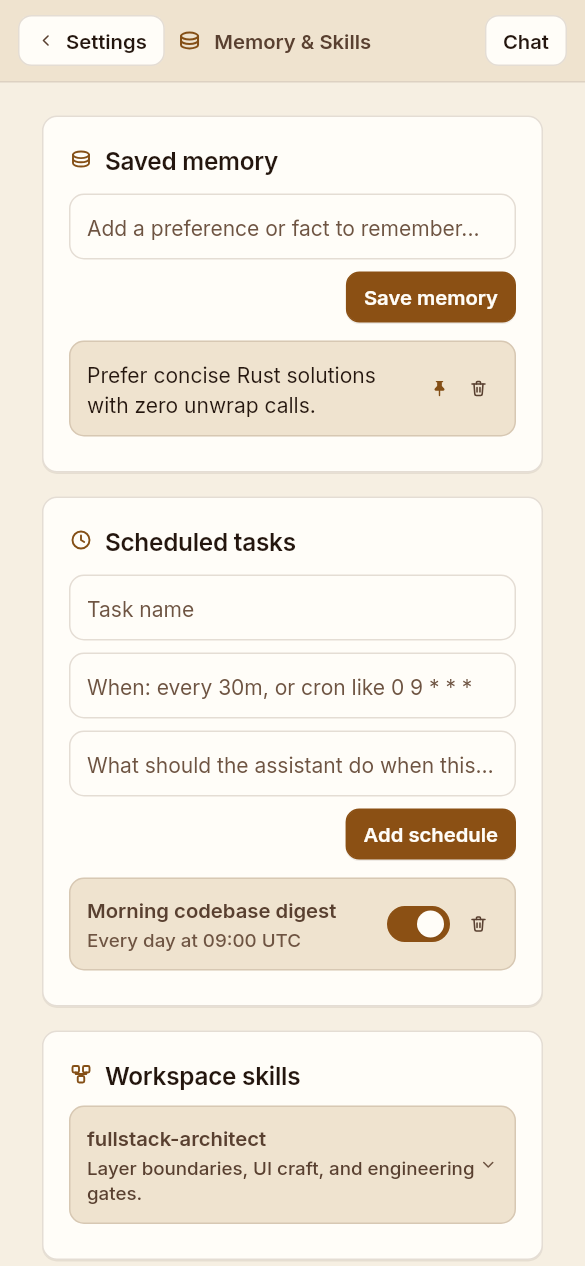 Settings
Memory & Skills
Chat
Saved memory
Add a preference or fact to remember...
Save memory
Prefer concise Rust solutions
with zero unwrap calls.
Scheduled tasks
Task name
When: every 30m, or cron like 0 9 * * *
What should the assistant do when this...
Add schedule
Morning codebase digest
Every day at 09:00 UTC
Workspace skills
fullstack-architect
Layer boundaries, UI craft, and engineering
gates.